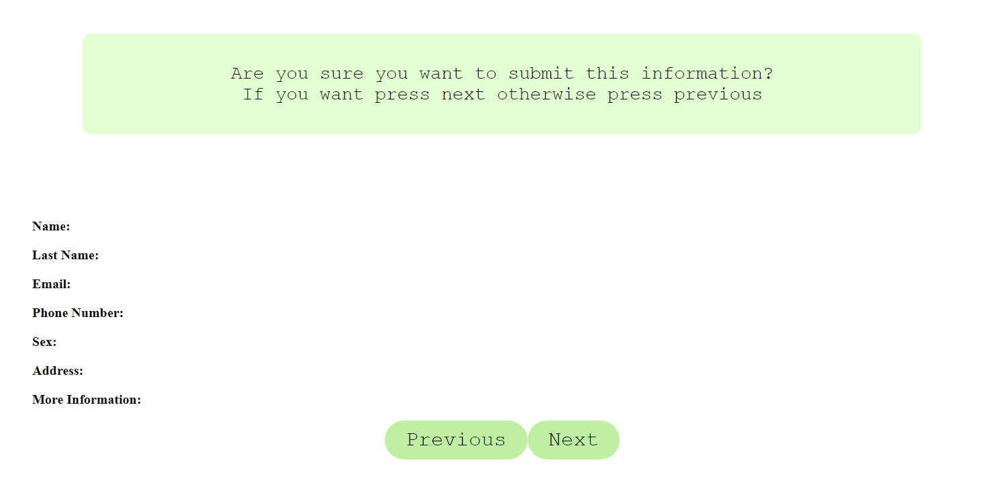 Are you sure you want to submit this information?
If you want press next otherwise press previous
Name:
Last Name:
Email:
Phone Number:
Sex:
Address:
More Information:
Previous Next